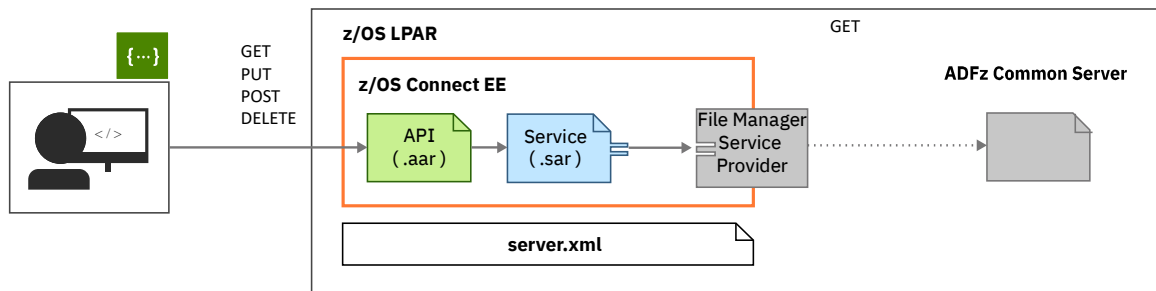 {···}
GET
PUT
POST
DELETE
</>
z/OS LPAR
GET
z/OS Connect EE
API
( .aar )
Service
( .sar )
File Manager
Service
Provider
ADFz Common Server
server.xml